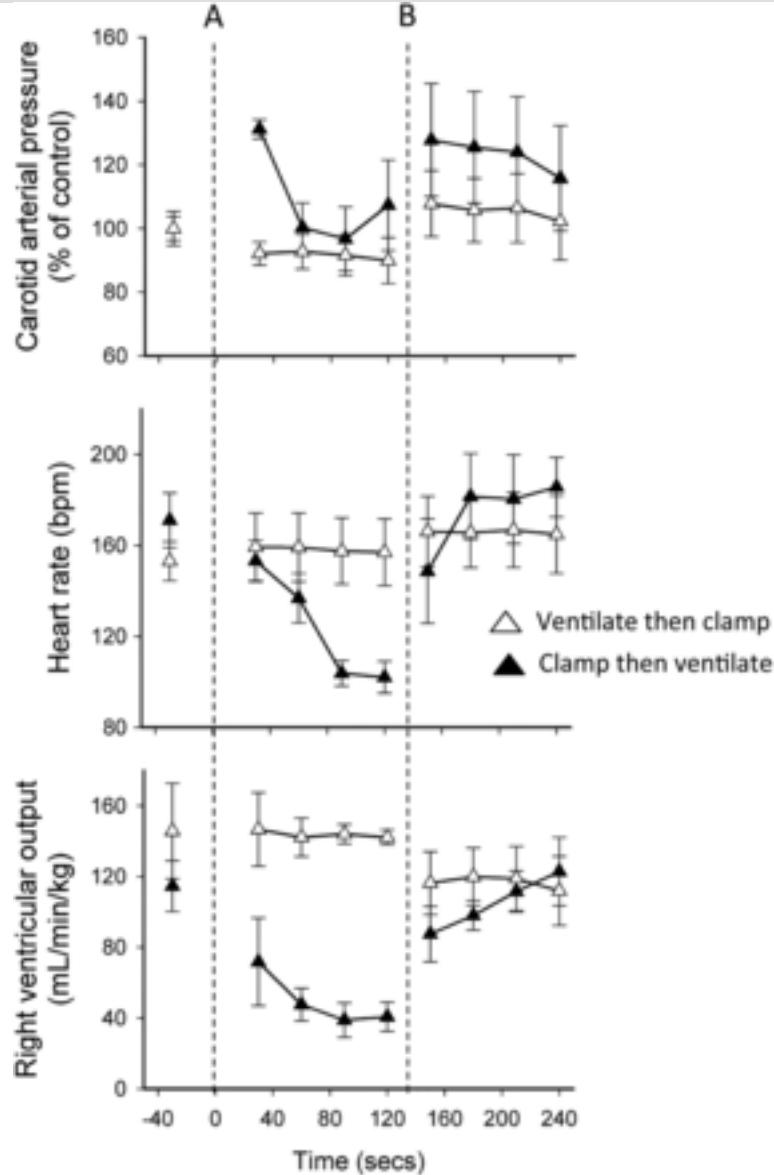 A B
160
140
120
100
80
60
Carotid arterial pressure
(% of control)
200
160
120
80
Heart rate (bpm)
Ventilate then clamp
Clamp then ventilate
160
120
80
40
0
Right ventricular output
(mL/min/kg)
-40 0 40 80 120 160 200 240
Time (secs)